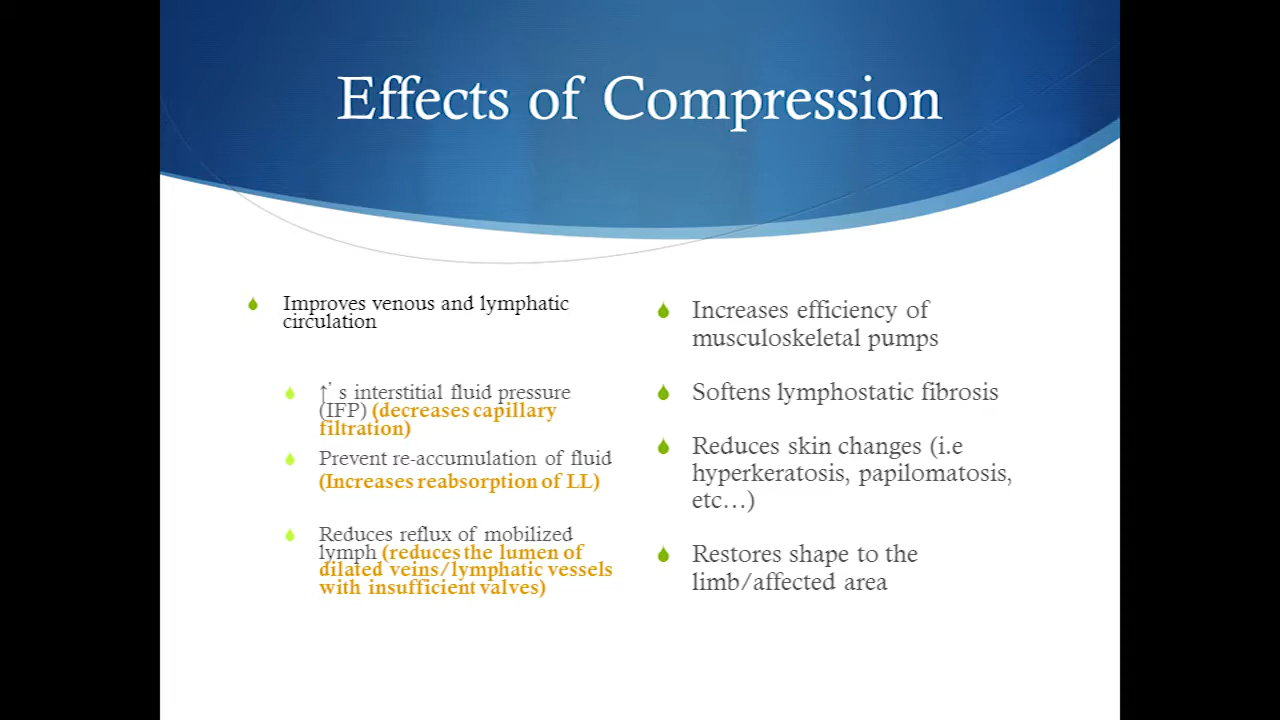 Effects of Compression
Improves venous and lymphatic
circulation
↑'s interstitial fluid pressure
(IFP) (decreases capillary
filtration)
Prevent re-accumulation of fluid
(Increases reabsorption of LL)
Reduces reflux of mobilized
lymph (reduces the lumen of
dilated veins/lymphatic vessels
with insufficient valves)
Increases efficiency of
musculoskeletal pumps
Softens lymphostatic fibrosis
Reduces skin changes (i.e
hyperkeratosis, papilomatosis,
etc...)
Restores shape to the
limb/affected area